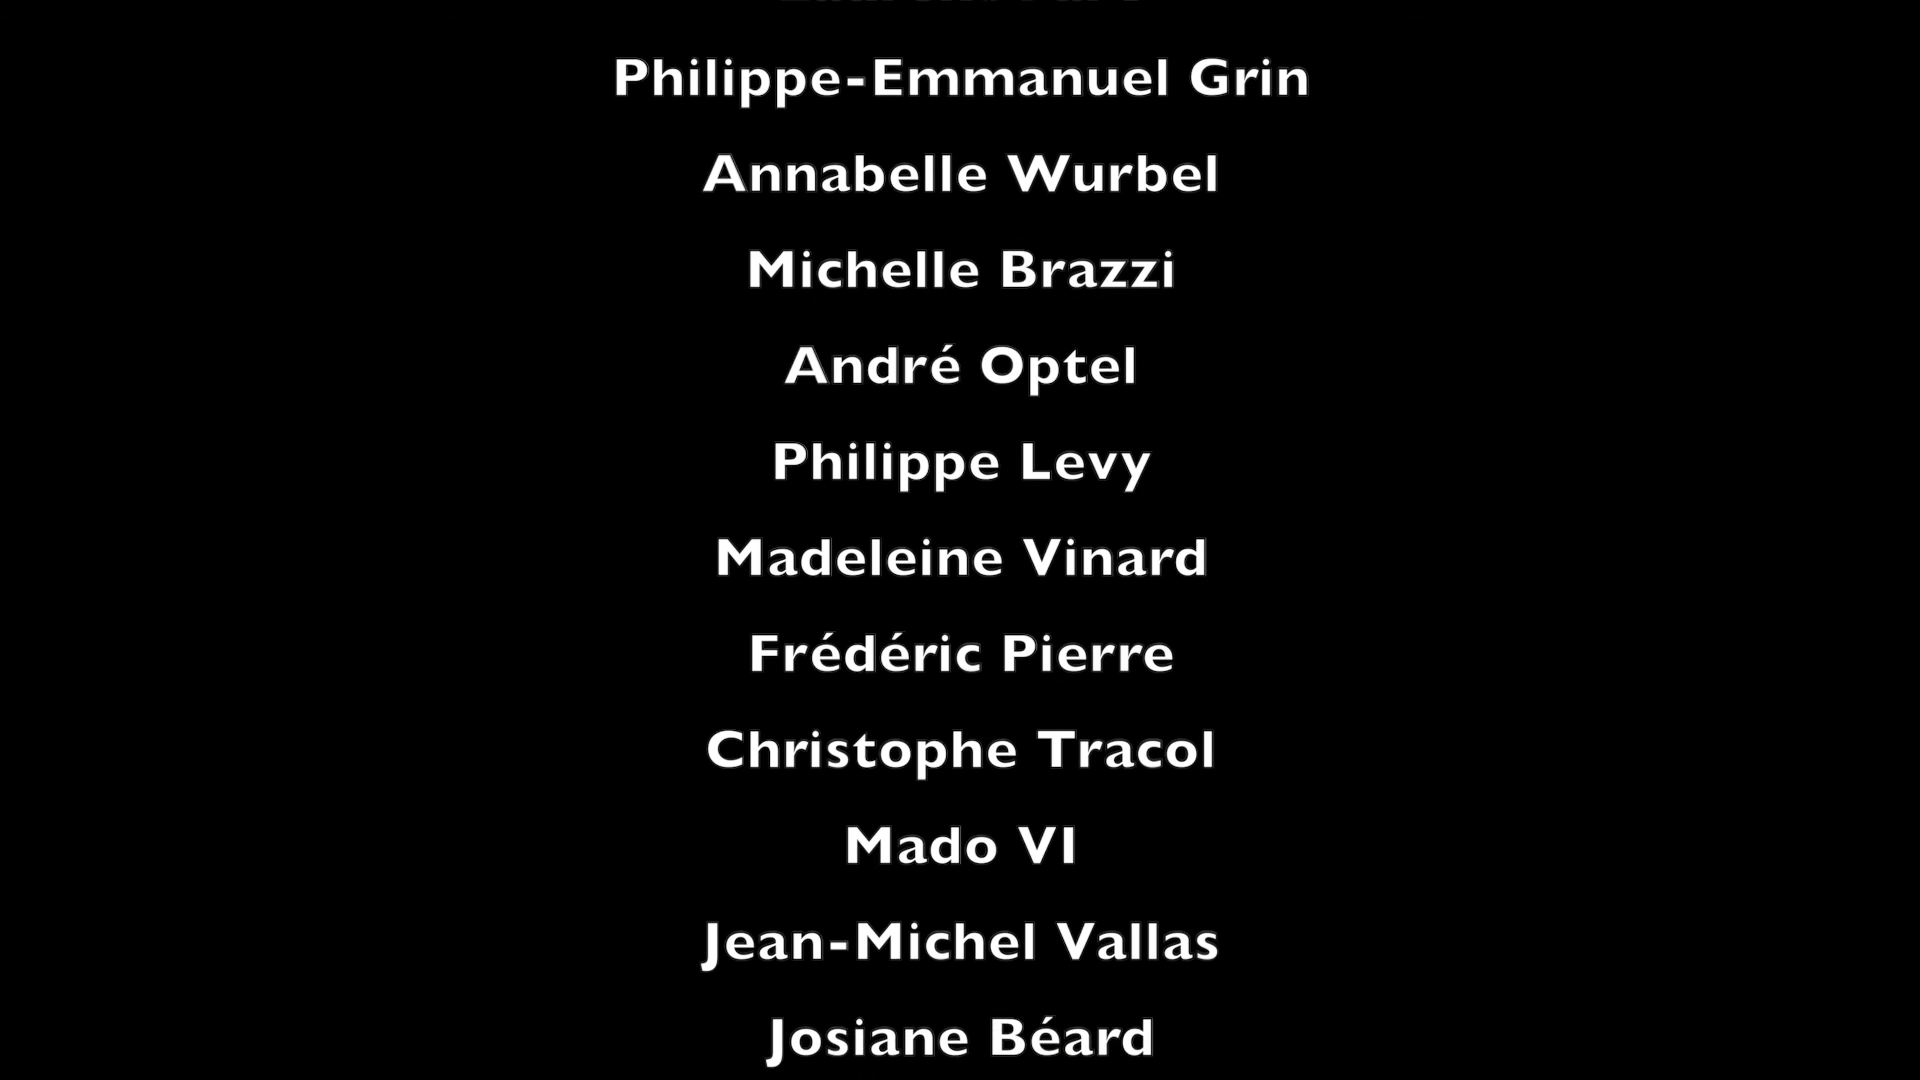 Philippe-Emmanuel Grin
Annabelle Wurbel
Michelle Brazzi
André Optel
Philippe Levy
Madeleine Vinard
Frédéric Pierre
Christophe Tracol
Mado VI
Jean-Michel Vallas
Josiane Béard